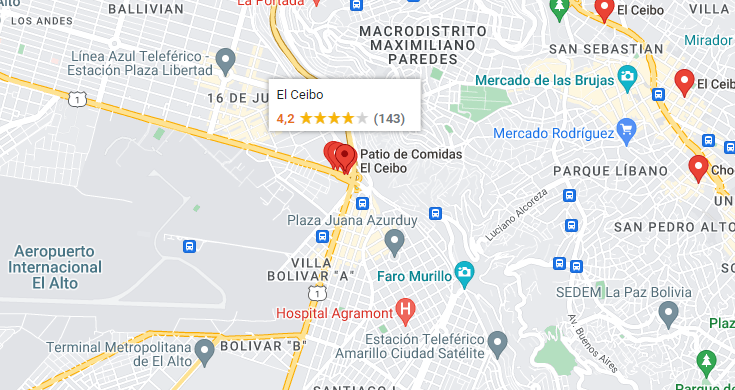 BALLIVIAN
La Portada
El Ceibo
VILLA
Alto
LOS ANDES
MACRODISTRITO
MAXIMILIANO
PAREDES
Mirador
SAN SEBASTIAN
Línea Azul Teleférico -
Estación Plaza Libertad
Mercado de las Brujas
El Ceib
1
16 DE JU
El Ceibo
4,2 (143)
Mercado Rodríguez
Patio de Comidas
El Ceibo
PARQUE LÍBANO
Cho
UN
Luciano Alcoreza
Plaza Juana Azurduy
SAN PEDRO ALTO
Aeropuerto
Internacional
El Alto
VILLA
BOLIVAR "A"
Faro Murillo
1
SEDEM La Paz Bolivia
Hospital Agramont
H
Av. Buenos Aires
Plaz
Terminal Metropolitana
de El Alto
BOLIVAR "B"
Estación Teleférico
Amarillo Ciudad Satélite
SANTIAGO I
Parque de